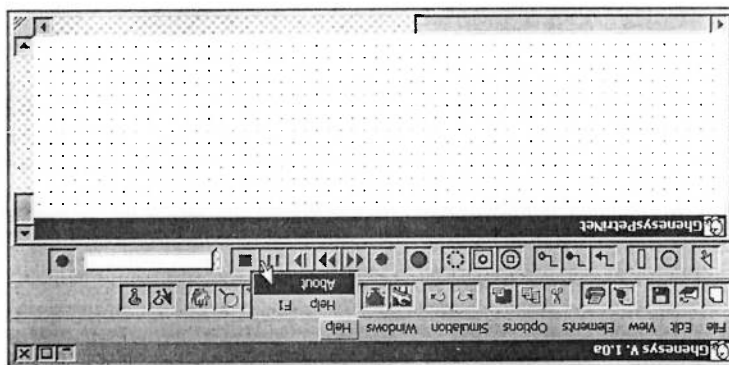 Ghenesys V. 1.0a
File Edit View Elements Options Simulation Windows Help
Help F1
About
GhenesysPetriNet